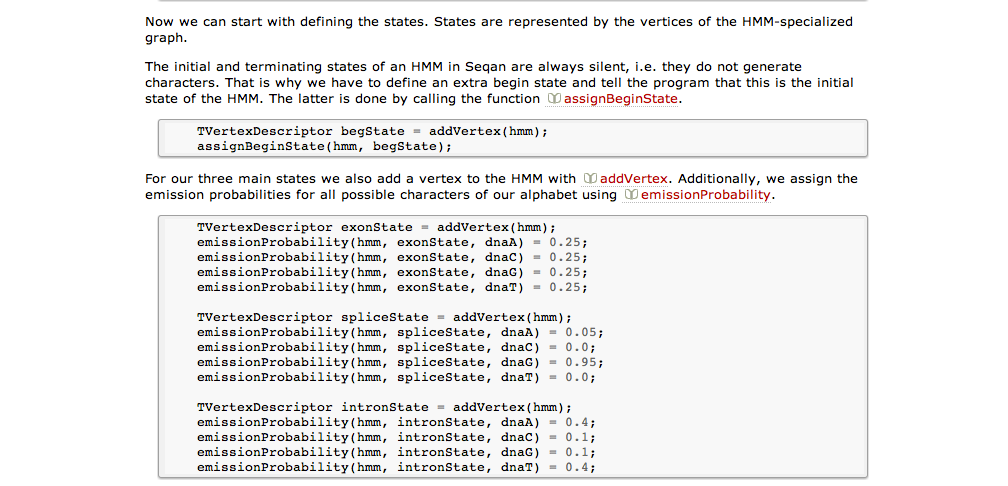 Now we can start with defining the states. States are represented by the vertices of the HMM-specialized
graph.
The initial and terminating states of an HMM in Seqan are always silent, i.e. they do not generate
characters. That is why we have to define an extra begin state and tell the program that this is the initial
state of the HMM. The latter is done by calling the function assignBeginState.
TVertexDescriptor begState = addVertex(hmm);
assignBeginState(hmm, begState);
For our three main states we also add a vertex to the HMM with addVertex. Additionally, we assign the
emission probabilities for all possible characters of our alphabet using emissionProbability.
TVertexDescriptor exonState = addVertex(hmm);
emissionProbability(hmm, exonState, dnaA) = 0.25;
emissionProbability(hmm, exonState, dnaC) = 0.25;
emissionProbability(hmm, exonState, dnaG) = 0.25;
emissionProbability(hmm, exonState, dnaT) = 0.25;
TVertexDescriptor spliceState = addVertex(hmm);
emissionProbability(hmm, spliceState, dnaA) = 0.05;
emissionProbability(hmm, spliceState, dnaC) = 0.0;
emissionProbability(hmm, spliceState, dnaG) = 0.95;
emissionProbability(hmm, spliceState, dnaT) = 0.0;
TVertexDescriptor intronState = addVertex(hmm);
emissionProbability(hmm, intronState, dnaA) = 0.4;
emissionProbability(hmm, intronState, dnaC) = 0.1;
emissionProbability(hmm, intronState, dnaG) = 0.1;
emissionProbability(hmm, intronState, dnaT) = 0.4;